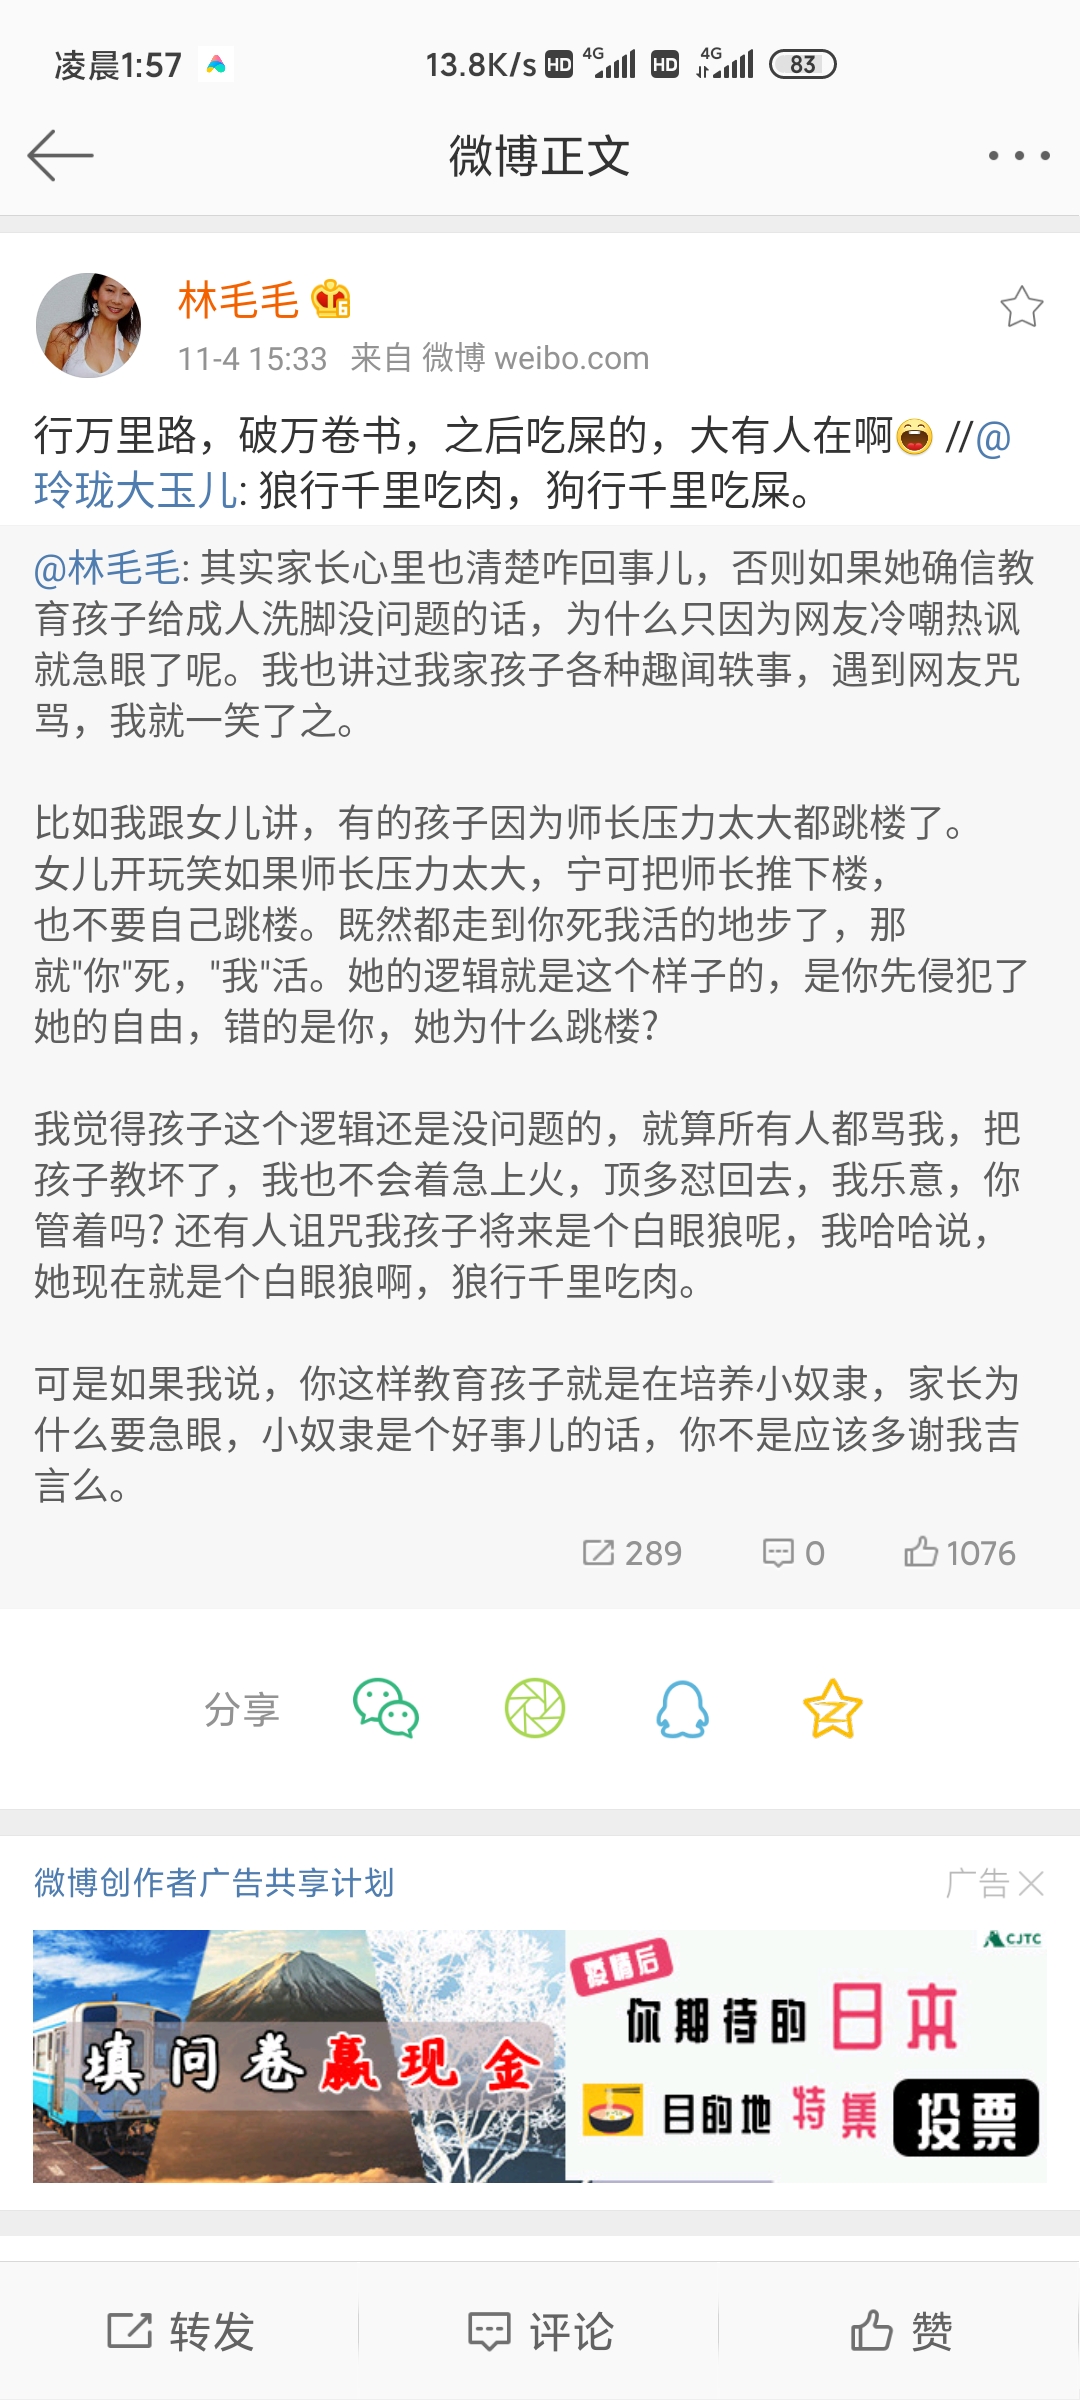 凌晨1:57 13.8K/s HD 4G HD 4G 83
微博正文
林毛毛 6
11-4 15:33 来自 微博 weibo.com
行万里路，破万卷书，之后吃屎的，大有人在啊 //@
玲珑大玉儿: 狼行千里吃肉，狗行千里吃屎。
@林毛毛: 其实家长心里也清楚咋回事儿，否则如果她确信教
育孩子给成人洗脚没问题的话，为什么只因为网友冷嘲热讽
就急眼了呢。我也讲过我家孩子各种趣闻轶事，遇到网友咒
骂，我就一笑了之。
比如我跟女儿讲，有的孩子因为师长压力太大都跳楼了。
女儿开玩笑如果师长压力太大，宁可把师长推下楼，
也不要自己跳楼。既然都走到你死我活的地步了，那
就"你"死，"我"活。她的逻辑就是这个样子的，是你先侵犯了
她的自由，错的是你，她为什么跳楼?
我觉得孩子这个逻辑还是没问题的，就算所有人都骂我，把
孩子教坏了，我也不会着急上火，顶多怼回去，我乐意，你
管着吗? 还有人诅咒我孩子将来是个白眼狼呢，我哈哈说，
她现在就是个白眼狼啊，狼行千里吃肉。
可是如果我说，你这样教育孩子就是在培养小奴隶，家长为
什么要急眼，小奴隶是个好事儿的话，你不是应该多谢我吉
言么。
289 0 1076
分享
微博创作者广告共享计划 广告
CJTC
疫情后
你期待的日本
填问卷赢现金
目的地特集 投票
转发 评论 赞